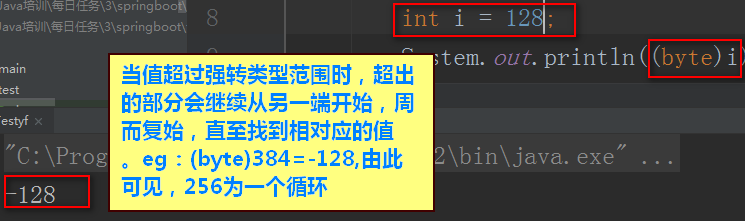 Java培训\每日任务\3\springboot\
Java培训\每日任务\3\springboot\
main
test
estyf ×
8
int i = 128;
System.out.println((byte)i)
当值超过强转类型范围时，超出
的部分会继续从另一端开始，周
而复始，直至找到相对应的值
。eg：(byte)384=-128,由此
可见，256为一个循环
"C:\Prog
2\bin\java.exe" ...
-128